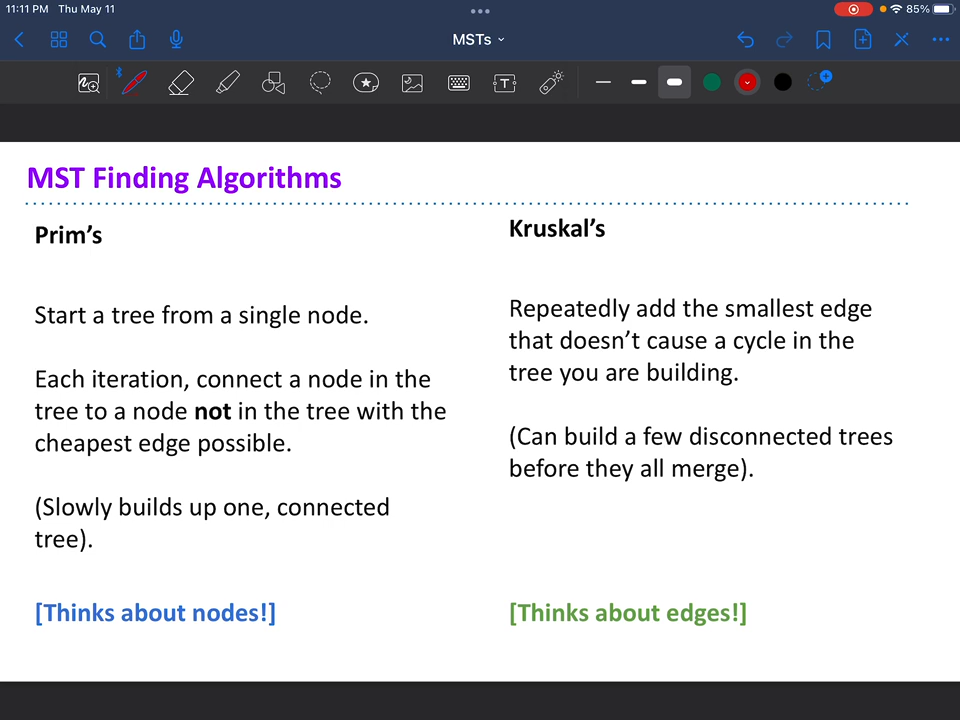 11:11 PM Thu May 11
85%
MSTs
MST Finding Algorithms
Prim’s
Start a tree from a single node.
Each iteration, connect a node in the
tree to a node not in the tree with the
cheapest edge possible.
(Slowly builds up one, connected
tree).
[Thinks about nodes!]
Kruskal’s
Repeatedly add the smallest edge
that doesn’t cause a cycle in the
tree you are building.
(Can build a few disconnected trees
before they all merge).
[Thinks about edges!]